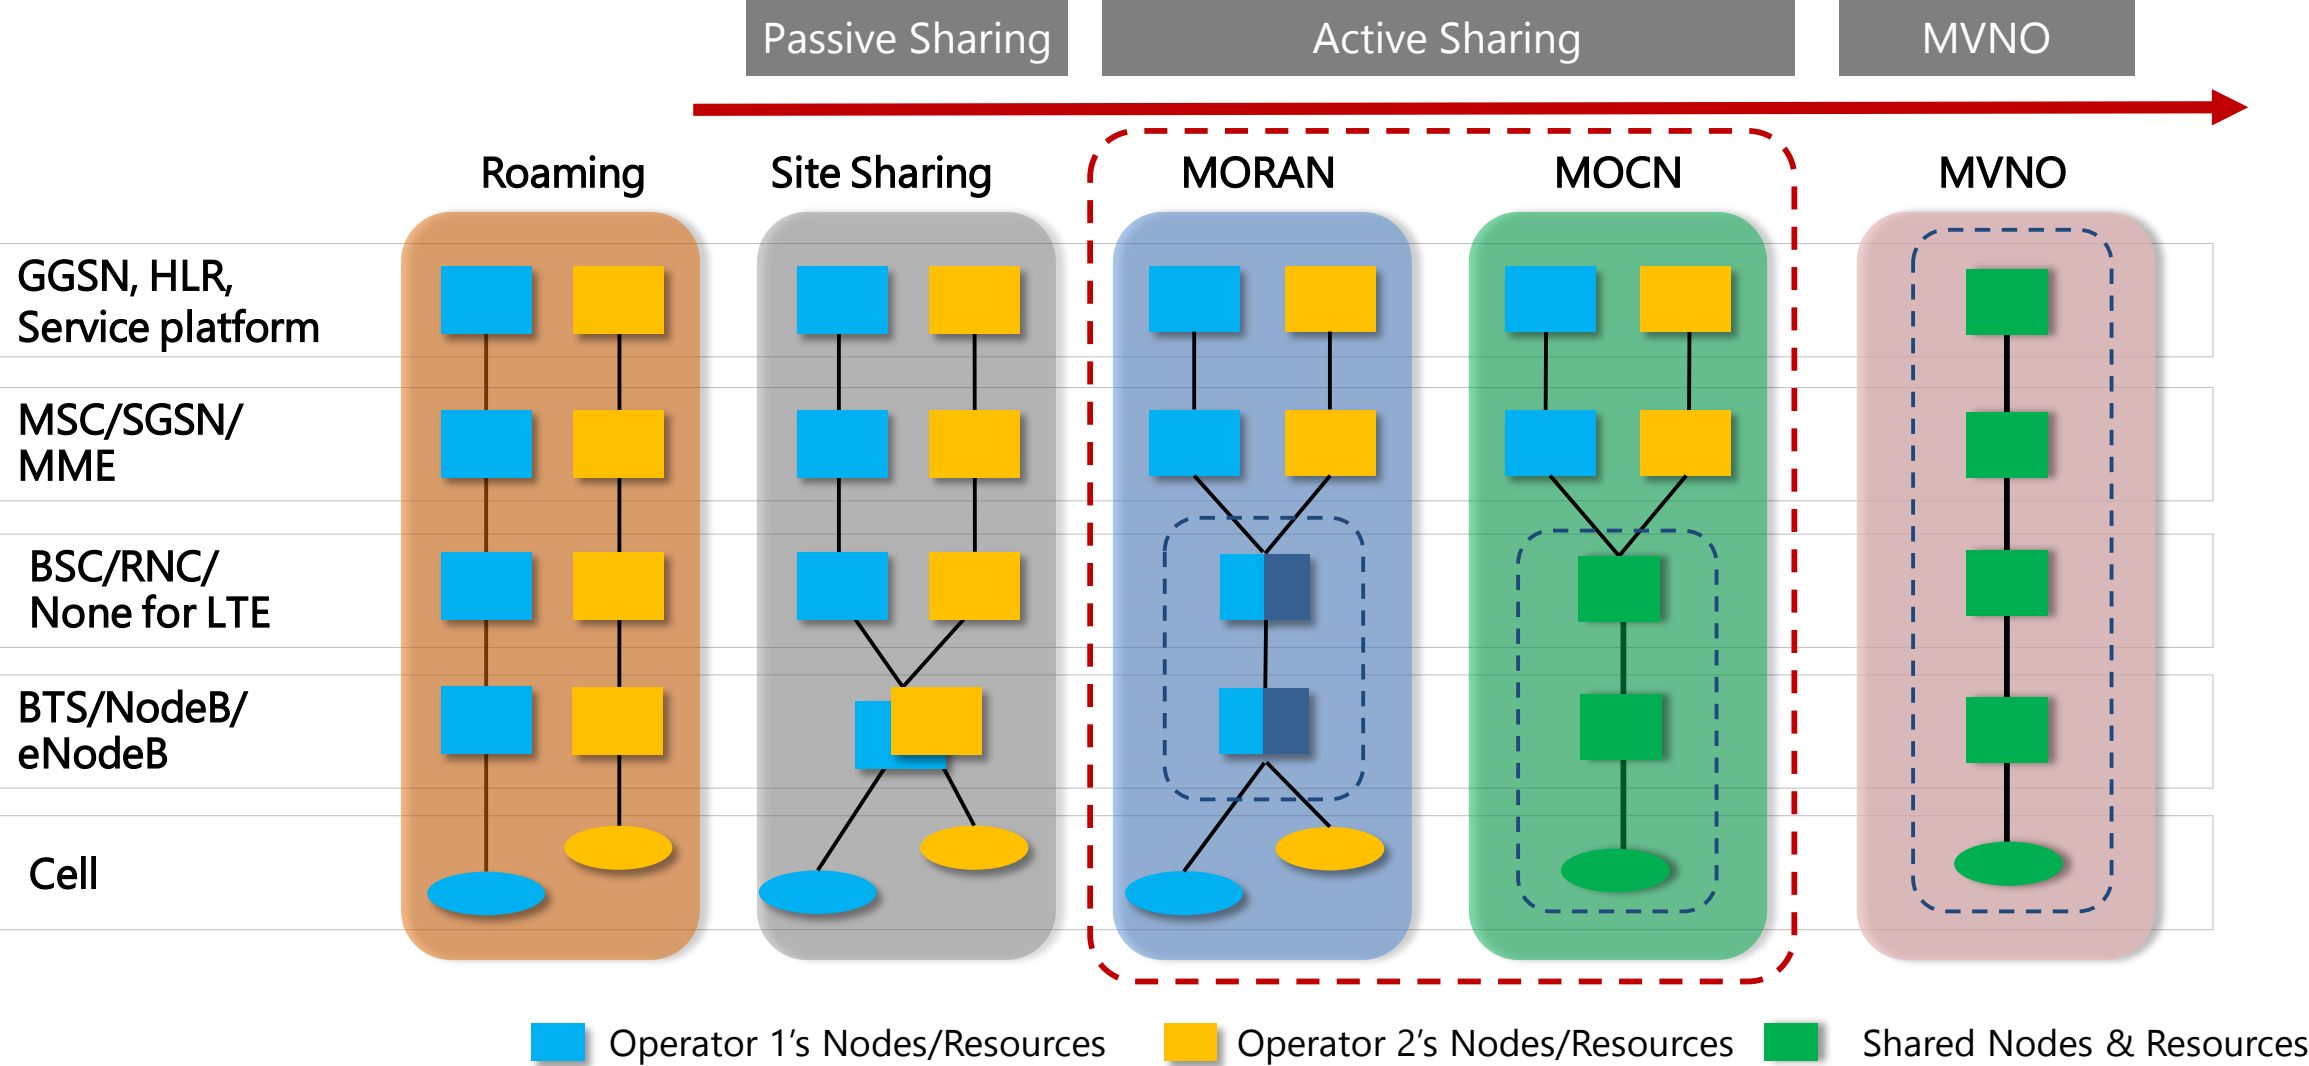 Passive Sharing
Active Sharing
MVNO
Roaming
Site Sharing
MORAN
MOCN
MVNO
GGSN, HLR,
Service platform
MSC/SGSN/
MME
BSC/RNC/
None for LTE
BTS/NodeB/
eNodeB
Cell
Operator 1’s Nodes/Resources
Operator 2’s Nodes/Resources
Shared Nodes & Resources